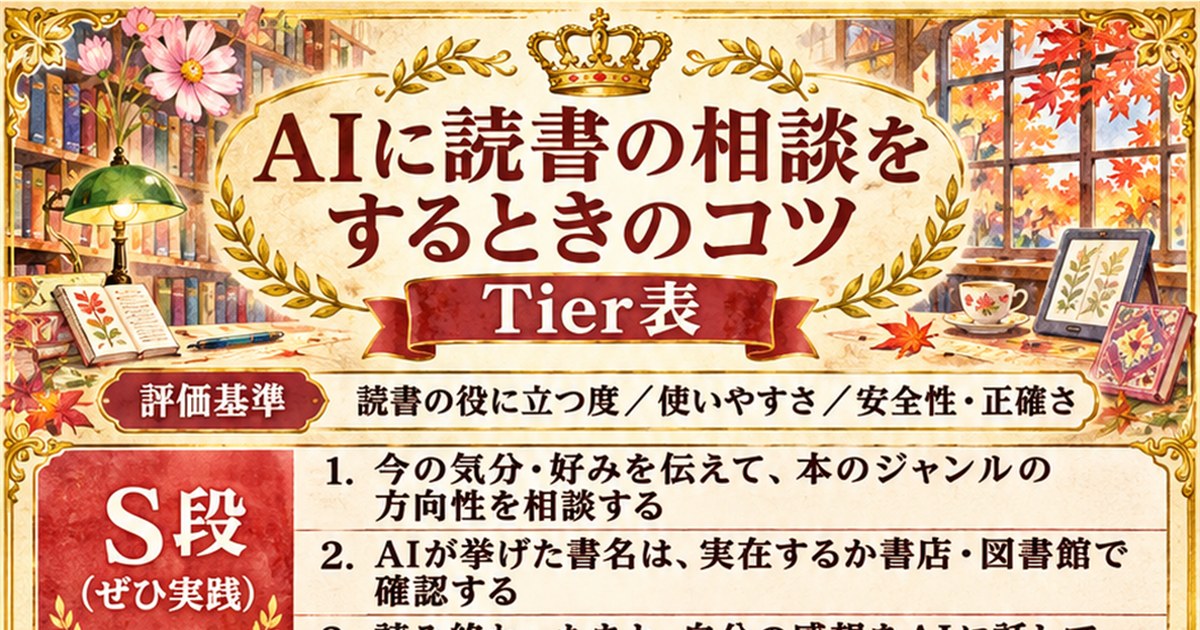 AIに読書の相談を
するときのコツ
Tier表
評価基準
読書の役に立つ度／使いやすさ／安全性・正確さ
S段
(ぜひ実践)
1. 今の気分・好みを伝えて、本のジャンルの
方向性を相談する
2. AIが挙げた書名は、実在するか書店・図書館で
確認する